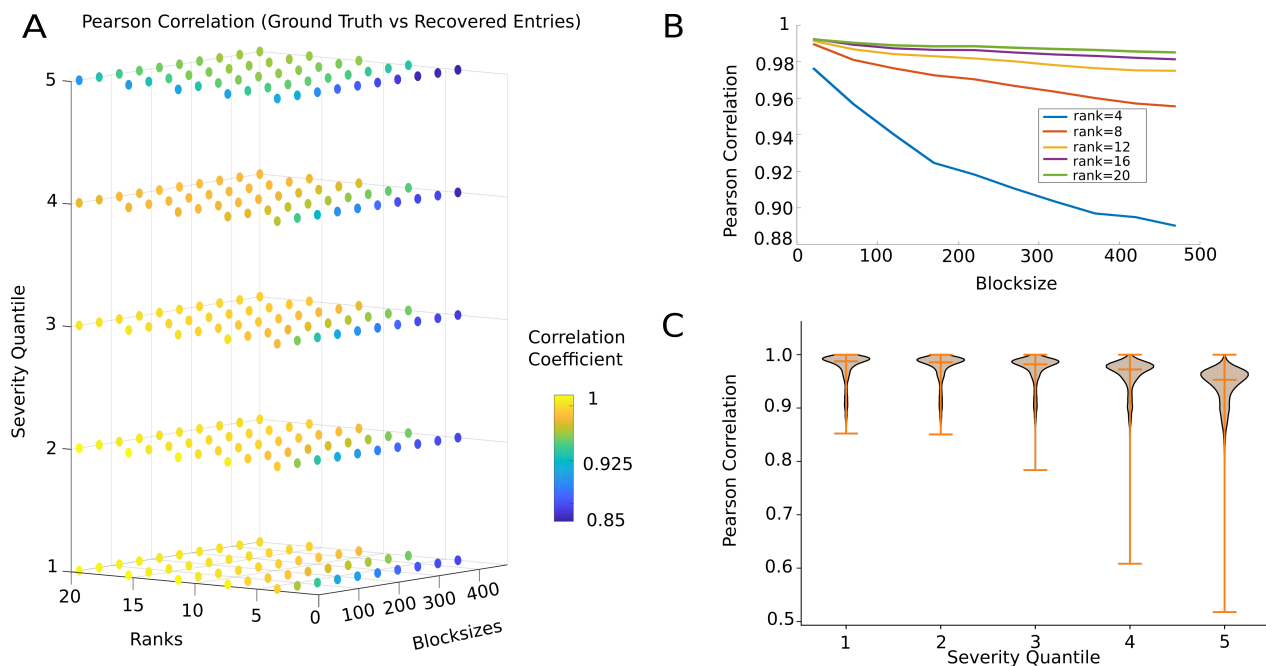 A
Pearson Correlation (Ground Truth vs Recovered Entries)
5
4
3
2
1
Severity Quantile
20
15
10
5
0
Ranks
100
200
300
400
Blocksizes
Correlation
Coefficient
1
0.925
0.85
B
1
0.98
0.96
0.94
0.92
0.90
0.88
Pearson Correlation
0
100
200
300
400
500
Blocksize
rank=4
rank=8
rank=12
rank=16
rank=20
C
1.0
0.9
0.8
0.7
0.6
0.5
Pearson Correlation
1
2
3
4
5
Severity Quantile